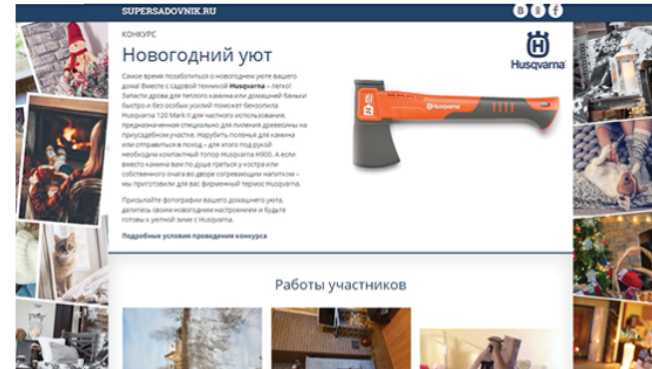 SUPERSADOVNIK.RU
КОНКУРС
Новогодний уют
Husqvarna
Самое время позаботиться о новогоднем уюте вашего
дома! Вместе с садовой техникой Husqvarna – легко!
Запасти дрова для теплого камина или домашней баньки
быстро и без особых усилий поможет бензопила
Husqvarna 120 Mark II для частного использования,
предназначенная специально для пиления древесины на
приусадебном участке. Нарубить поленья для камина
или отправиться в поход – для этого под рукой
необходим компактный топор Husqvarna H900. А если
вместо камина вам по душе греться у костра или
собственного очага во дворе согревающим напитком –
мы приготовили для вас фирменный термос Husqvarna.
Присылайте фотографии вашего домашнего уюта,
делитесь своим новогодним настроением и будьте
готовы к уютной зиме с Husqvarna.
Подробные условия проведения конкурса
Husqvarna
Работы участников